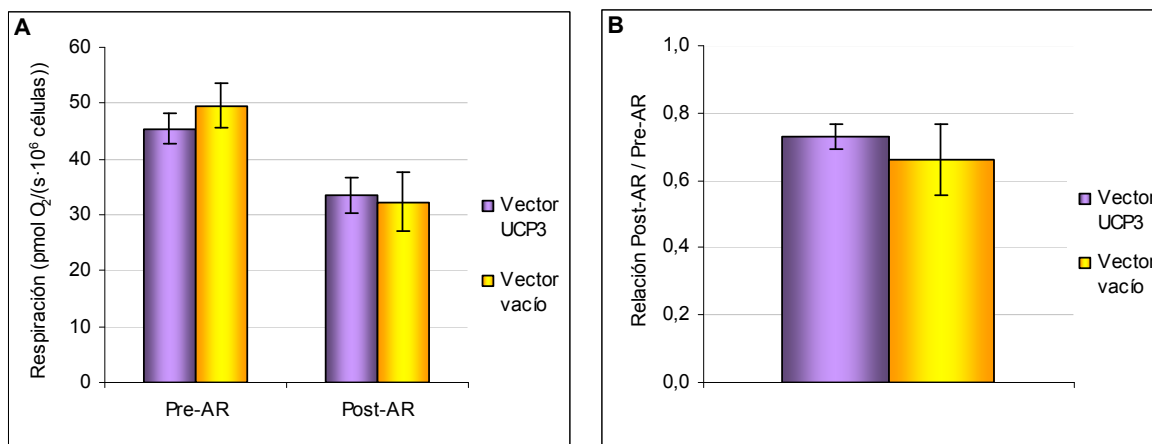 A
Respiración (pmol O₂/(s·10⁶ células))
60
50
40
30
20
10
0
Pre-AR
Post-AR
Vector
UCP3
Vector
vacío
B
Relación Post-AR / Pre-AR
1,0
0,8
0,6
0,4
0,2
0,0
Vector
UCP3
Vector
vacío